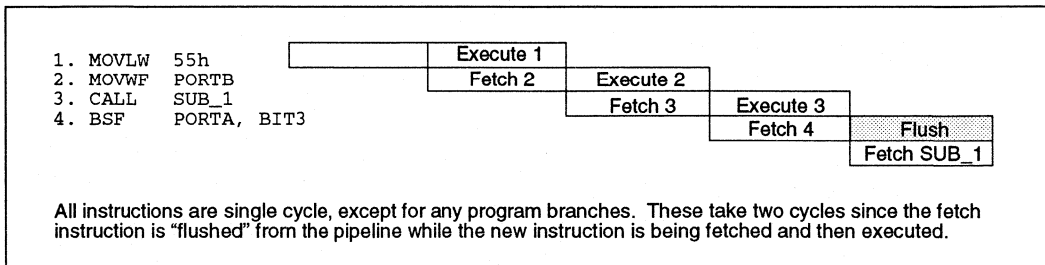 1. MOVLW 55h
2. MOVWF PORTB
3. CALL SUB_1
4. BSF PORTA, BIT3
Execute 1
Fetch 2 Execute 2
Fetch 3 Execute 3
Fetch 4 Flush
Fetch SUB_1
All instructions are single cycle, except for any program branches. These take two cycles since the fetch
instruction is "flushed" from the pipeline while the new instruction is being fetched and then executed.